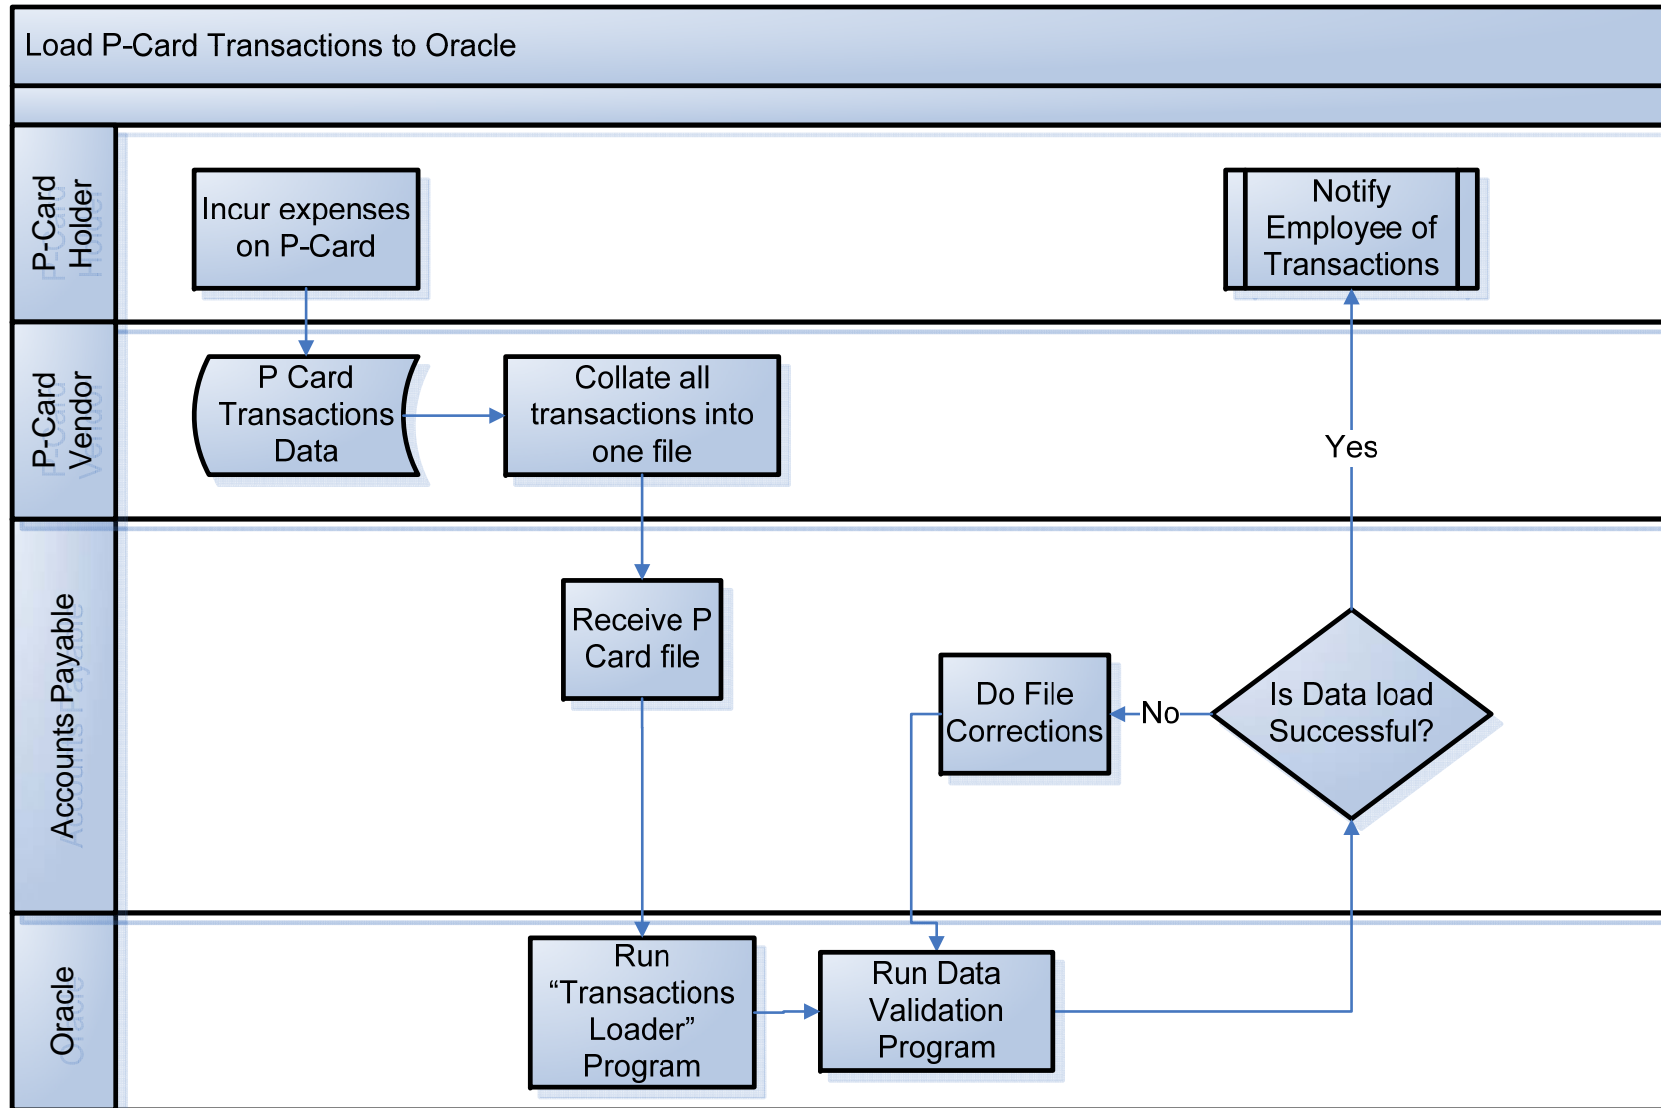 Load P-Card Transactions to Oracle
P-Card
Holder
Incur expenses
on P-Card
Notify
Employee of
Transactions
P-Card
Vendor
P Card
Transactions
Data
Collate all
transactions into
one file
Yes
Accounts Payable
Receive P
Card file
Do File
Corrections
No
Is Data load
Successful?
Oracle
Run
“Transactions
Loader”
Program
Run Data
Validation
Program